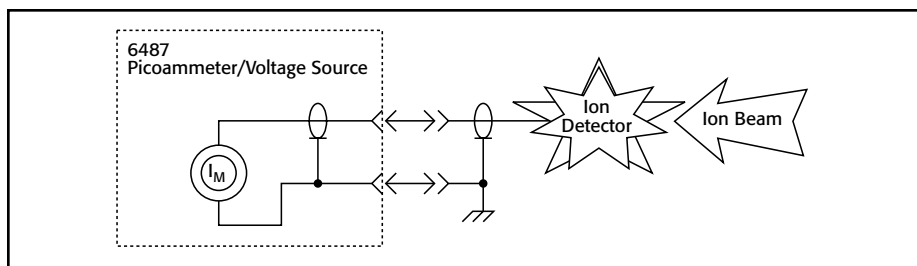 6487
Picoammeter/Voltage Source
Ion
Detector
Ion Beam
IM